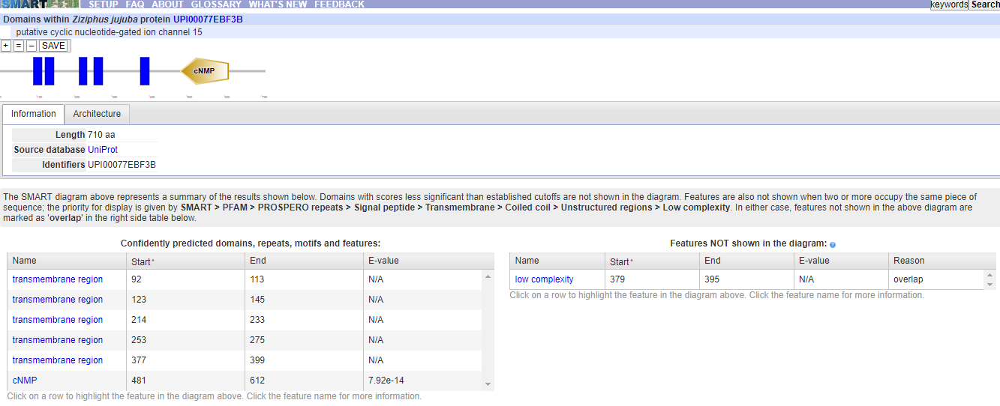 SMART SETUP FAQ ABOUT GLOSSARY WHAT'S NEW FEEDBACK keywords Search
Domains within Ziziphus jujuba protein UPI00077EBF3B
putative cyclic nucleotide-gated ion channel 15
+ = – SAVE
cNMP
100 200 300 400 500 600 700
Information Architecture
Length 710 aa
Source database UniProt
Identifiers UPI00077EBF3B
The SMART diagram above represents a summary of the results shown below. Domains with scores less significant than established cutoffs are not shown in the diagram. Features are also not shown when two or more occupy the same piece of
sequence; the priority for display is given by SMART > PFAM > PROSPERO repeats > Signal peptide > Transmembrane > Coiled coil > Unstructured regions > Low complexity. In either case, features not shown in the above diagram are
marked as 'overlap' in the right side table below.
Confidently predicted domains, repeats, motifs and features:
Name Start End E-value
transmembrane region 92 113 N/A
transmembrane region 123 145 N/A
transmembrane region 214 233 N/A
transmembrane region 253 275 N/A
transmembrane region 377 399 N/A
cNMP 481 612 7.92e-14
Click on a row to highlight the feature in the diagram above. Click the feature name for more information.
Features NOT shown in the diagram: ?
Name Start End E-value Reason
low complexity 379 395 N/A overlap
Click on a row to highlight the feature in the diagram above. Click the feature name for more information.